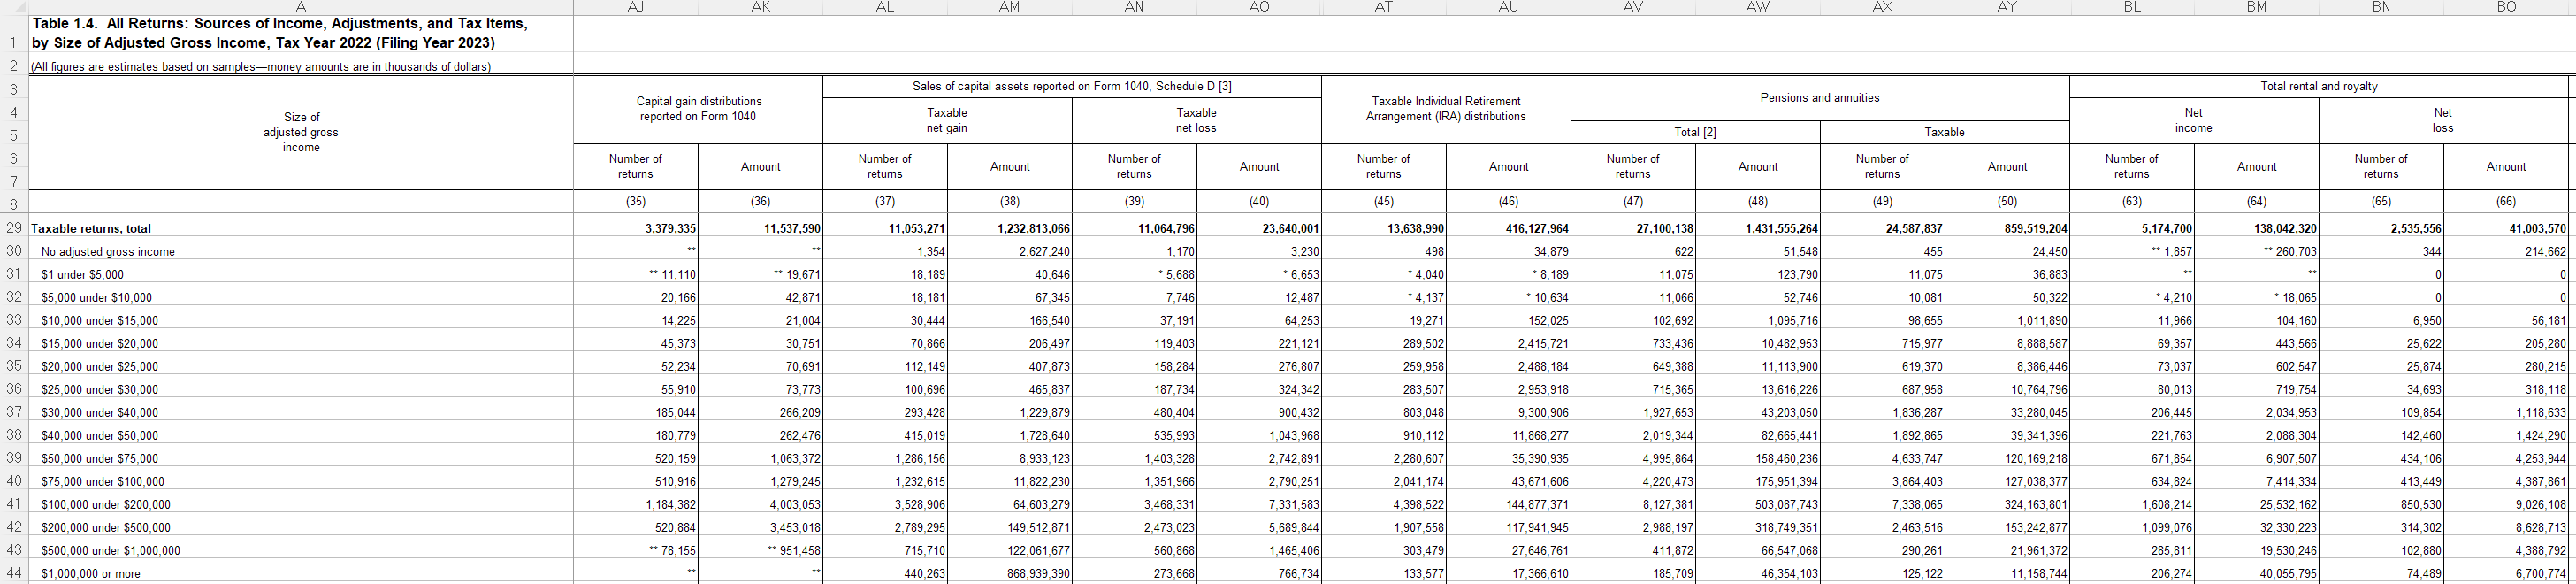 A AJ AK AL AM AN AO AT AU AV AW AX AY BL BM BN BO
Table 1.4. All Returns: Sources of Income, Adjustments, and Tax Items,
1 by Size of Adjusted Gross Income, Tax Year 2022 (Filing Year 2023)
2 (All figures are estimates based on samples—money amounts are in thousands of dollars)
3 Sales of capital assets reported on Form 1040, Schedule D [3] Total rental and royalty
Capital gain distributions Taxable Individual Retirement Pensions and annuities
4 Size of reported on Form 1040 Taxable Taxable Arrangement (IRA) distributions Net Net
5 adjusted gross net gain net loss Total [2] Taxable income loss
income
6 Number of Amount Number of Amount Number of Amount Number of Amount Number of Amount Number of Amount Number of Amount Number of Amount
7 returns returns returns returns returns returns returns returns
8 (35) (36) (37) (38) (39) (40) (45) (46) (47) (48) (49) (50) (63) (64) (65) (66)
29 Taxable returns, total 3,379,335 11,537,590 11,053,271 1,232,813,066 11,064,796 23,640,001 13,638,990 416,127,964 27,100,138 1,431,555,264 24,587,837 859,519,204 5,174,700 138,042,320 2,535,556 41,003,570
30 No adjusted gross income ** ** 1,354 2,627,240 1,170 3,230 498 34,879 622 51,548 455 24,450 ** 1,857 ** 260,703 344 214,662
31 $1 under $5,000 ** 11,110 ** 19,671 18,189 40,646 * 5,688 * 6,653 * 4,040 * 8,189 11,075 123,790 11,075 36,883 ** ** 0 0
32 $5,000 under $10,000 20,166 42,871 18,181 67,345 7,746 12,487 * 4,137 * 10,634 11,066 52,746 10,081 50,322 * 4,210 * 18,065 0 0
33 $10,000 under $15,000 14,225 21,004 30,444 166,540 37,191 64,253 19,271 152,025 102,692 1,095,716 98,655 1,011,890 11,966 104,160 6,950 56,181
34 $15,000 under $20,000 45,373 30,751 70,866 206,497 119,403 221,121 289,502 2,415,721 733,436 10,482,953 715,977 8,888,587 69,357 443,566 25,622 205,280
35 $20,000 under $25,000 52,234 70,691 112,149 407,873 158,284 276,807 259,958 2,488,184 649,388 11,113,900 619,370 8,386,446 73,037 602,547 25,874 280,215
36 $25,000 under $30,000 55,910 73,773 100,696 465,837 187,734 324,342 283,507 2,953,918 715,365 13,616,226 687,958 10,764,796 80,013 719,754 34,693 318,118
37 $30,000 under $40,000 185,044 266,209 293,428 1,229,879 480,404 900,432 803,048 9,300,906 1,927,653 43,203,050 1,836,287 33,280,045 206,445 2,034,953 109,854 1,118,633
38 $40,000 under $50,000 180,779 262,476 415,019 1,728,640 535,993 1,043,968 910,112 11,868,277 2,019,344 82,665,441 1,892,865 39,341,396 221,763 2,088,304 142,460 1,424,290
39 $50,000 under $75,000 520,159 1,063,372 1,286,156 8,933,123 1,403,328 2,742,891 2,280,607 35,390,935 4,995,864 158,460,236 4,633,747 120,169,218 671,854 6,907,507 434,106 4,253,944
40 $75,000 under $100,000 510,916 1,279,245 1,232,615 11,822,230 1,351,966 2,790,251 2,041,174 43,671,606 4,220,473 175,951,394 3,864,403 127,038,377 634,824 7,414,334 413,449 4,387,861
41 $100,000 under $200,000 1,184,382 4,003,053 3,528,906 64,603,279 3,468,331 7,331,583 4,398,522 144,877,371 8,127,381 503,087,743 7,338,065 324,163,801 1,608,214 25,532,162 850,530 9,026,108
42 $200,000 under $500,000 520,884 3,453,018 2,789,295 149,512,871 2,473,023 5,689,844 1,907,558 117,941,945 2,988,197 318,749,351 2,463,516 153,242,877 1,099,076 32,330,223 314,302 8,628,713
43 $500,000 under $1,000,000 ** 78,155 ** 951,458 715,710 122,061,677 560,868 1,465,406 303,479 27,646,761 411,872 66,547,068 290,261 21,961,372 285,811 19,530,246 102,880 4,388,792
44 $1,000,000 or more ** ** 440,263 868,939,390 273,668 766,734 133,577 17,366,610 185,709 46,354,103 125,122 11,158,744 206,274 40,055,795 74,489 6,700,774